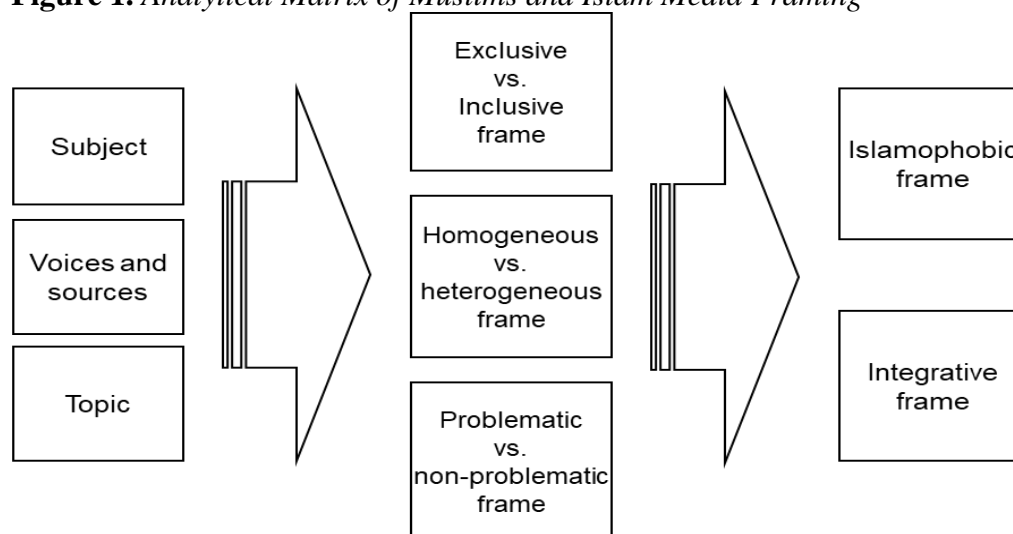 Figure 1. Analytical Matrix of Muslims and Islam Media Framing
Subject
Voices and
sources
Topic
Exclusive
vs.
Inclusive
frame
Homogeneous
vs.
heterogeneous
frame
Problematic
vs.
non-problematic
frame
Islamophobic
frame
Integrative
frame